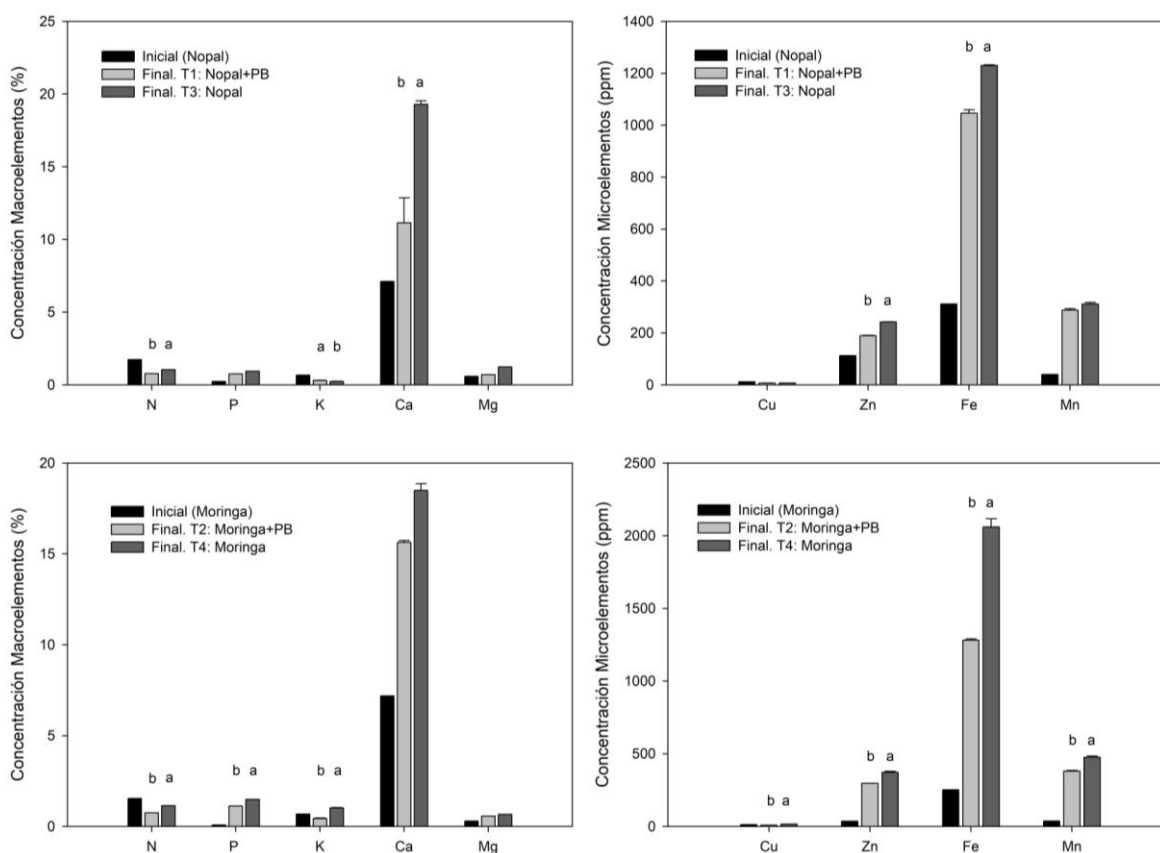 Concentración Macroelementos (%)
25
20
15
10
5
0
Inicial (Nopal)
Final. T1: Nopal+PB
Final. T3: Nopal
b a
b a
a b
N P K Ca Mg
Concentración Microelementos (ppm)
1400
1200
1000
800
600
400
200
0
Inicial (Nopal)
Final. T1: Nopal+PB
Final. T3: Nopal
b a
b a
Cu Zn Fe Mn
Concentración Macroelementos (%)
20
15
10
5
0
Inicial (Moringa)
Final. T2: Moringa+PB
Final. T4: Moringa
b a b a b a
N P K Ca Mg
Concentración Microelementos (ppm)
2500
2000
1500
1000
500
0
Inicial (Moringa)
Final. T2: Moringa+PB
Final. T4: Moringa
b a
b a
b a
b a
Cu Zn Fe Mn